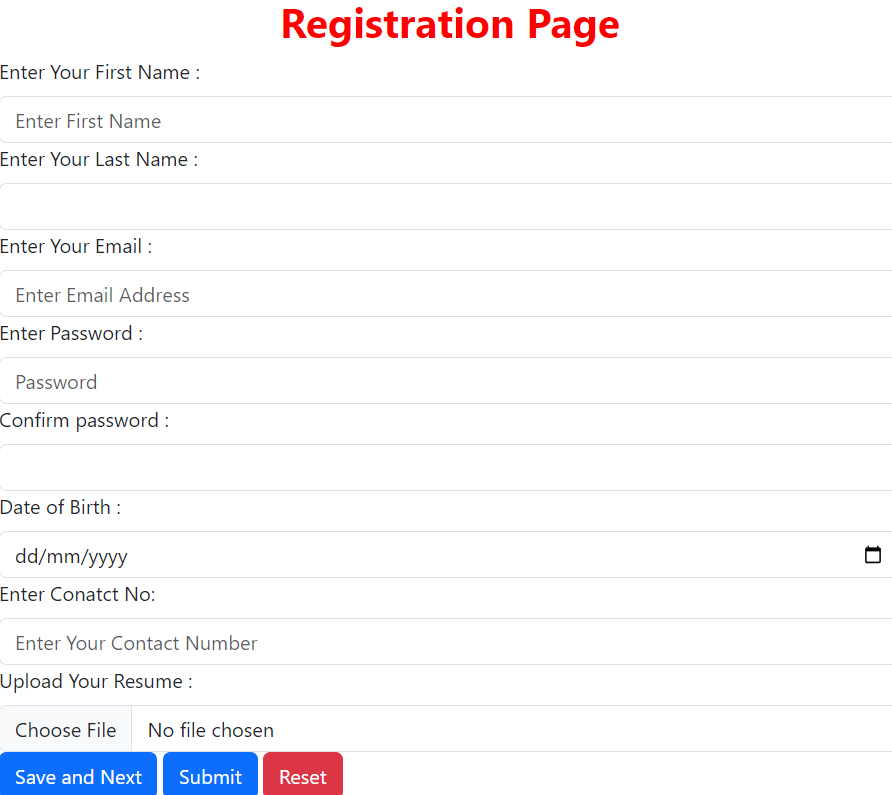 Registration Page
Enter Your First Name :
Enter First Name
Enter Your Last Name :
Enter Your Email :
Enter Email Address
Enter Password :
Password
Confirm password :
Date of Birth :
dd/mm/yyyy
Enter Conatct No:
Enter Your Contact Number
Upload Your Resume :
Choose File No file chosen
Save and Next Submit Reset